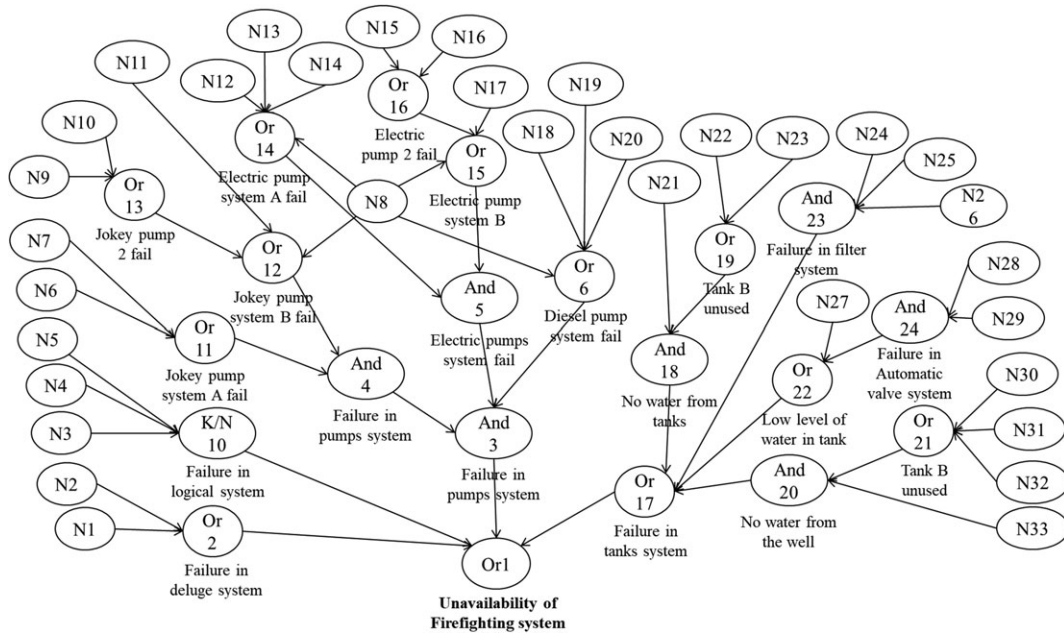 N13
N15
N16
N11
N14
N19
N12
N17
Or
16
N10
N18
N20
N22
N23
N24
Or
14
Electric
pump 2 fail
N25
Or
15
N9
Or
13
Electric pump
system A fail
N8
Electric pump
system B
N21
And
23
N2
6
Jokey pump
2 fail
N7
Or
12
Or
19
Failure in filter
system
Or
6
Tank B
unused
N28
N6
Jokey pump
system B fail
And
5
Diesel pump
system fail
N27
And
24
N29
Or
11
Electric pumps
system fail
And
18
Failure in
Automatic
valve system
N5
Jokey pump
system A fail
And
4
Or
22
N30
N4
No water from
tanks
Low level of
water in tank
Failure in
pumps system
Or
21
N31
N3
K/N
10
And
3
Tank B
unused
Failure in
logical system
Failure in
pumps system
Or
17
And
20
N32
N2
N1
Or
2
Failure in
tanks system
No water from
the well
N33
Failure in
deluge system
Or1
Unavailability of
Firefighting system